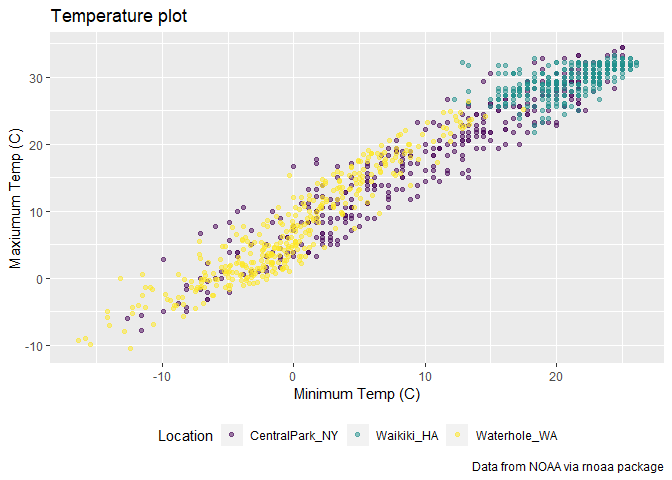 Temperature plot
Maxiumum Temp (C)
30
20
10
0
-10
-10 0 10 20
Minimum Temp (C)
Location CentralPark_NY Waikiki_HA Waterhole_WA
Data from NOAA via rnoaa package